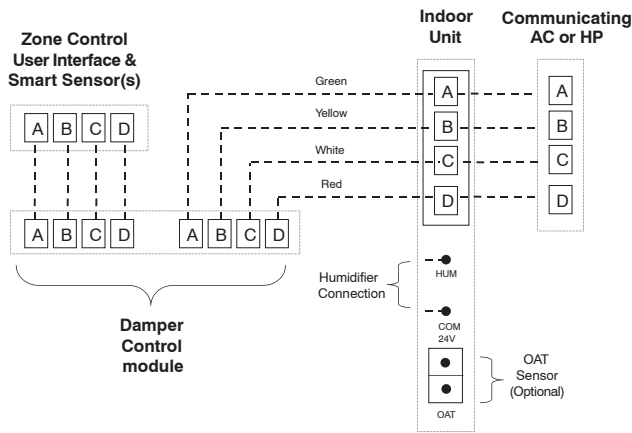 Zone Control
User Interface &
Smart Sensor(s)
Indoor
Unit
Communicating
AC or HP
A B C D
Green
Yellow
White
Red
A
B
C
D
A
B
C
D
A B C D
A B C D
Damper
Control
module
Humidifier
Connection
HUM
COM
24V
OAT
Sensor
(Optional)
OAT